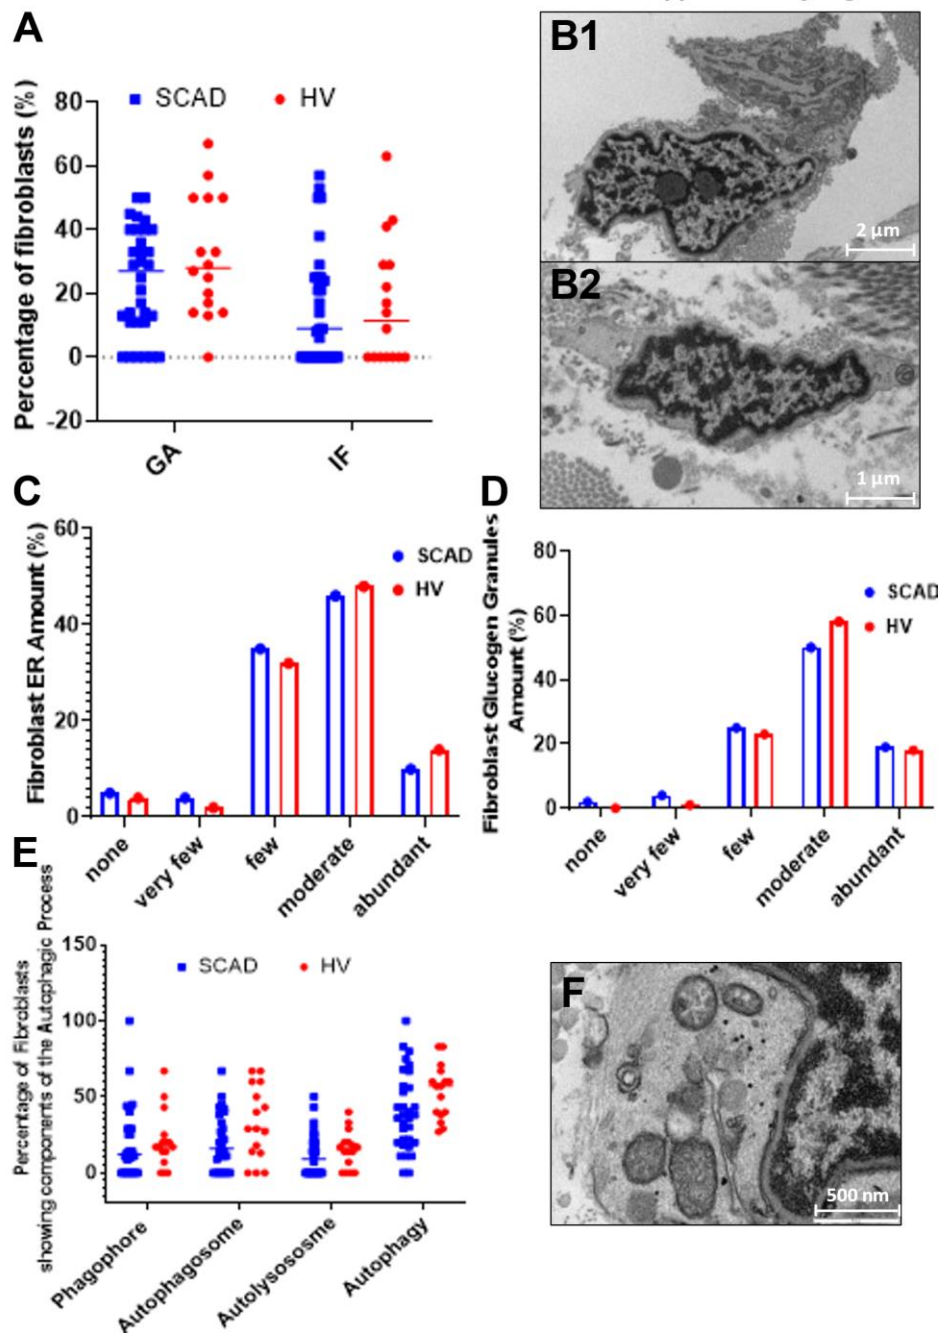 A
SCAD HV
Percentage of fibroblasts (%)
80
60
40
20
0
-20
GA IF
B1
2 µm
B2
1 µm
C
Fibroblast ER Amount (%)
60
40
20
0
SCAD
HV
none very few few moderate abundant
D
Fibroblast Glucogen Granules
Amount (%)
80
60
40
20
0
SCAD
HV
none very few few moderate abundant
E
Percentage of Fibroblasts
showing components of the Autophagic Process
150
100
50
0
SCAD HV
Phagophore Autophagosome Autolysososme Autophagy
F
500 nm